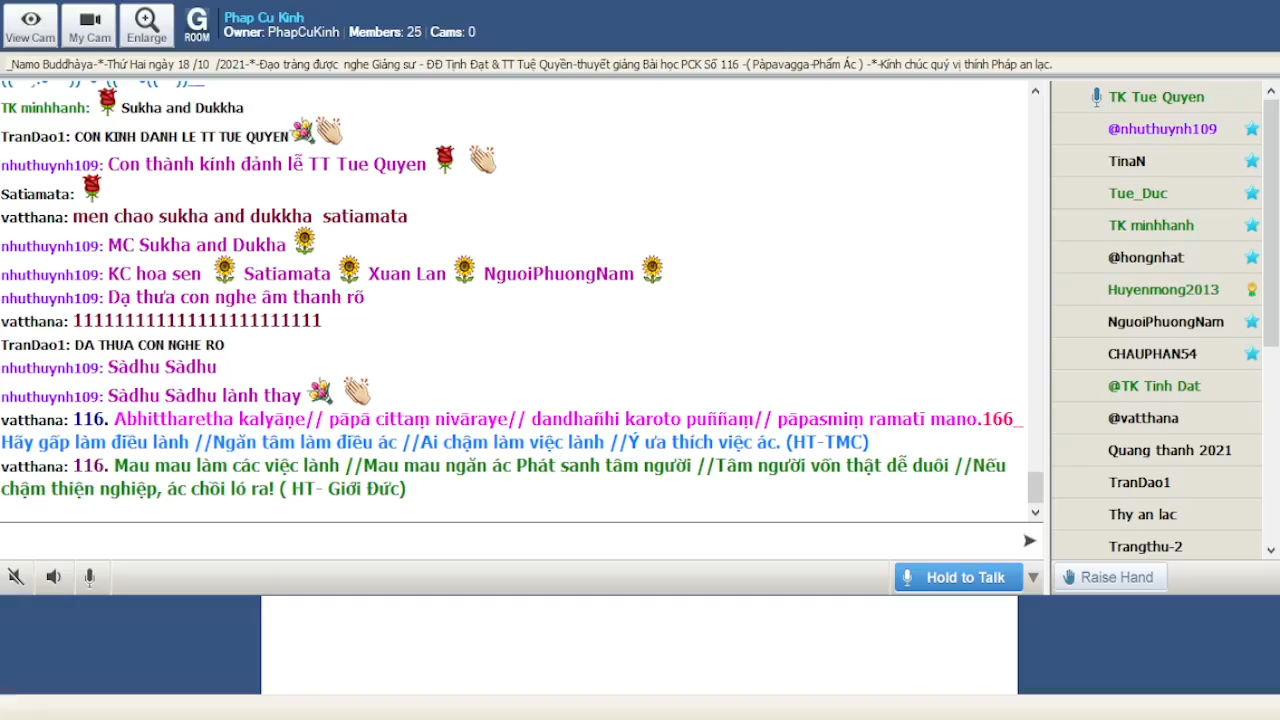 View Cam
My Cam
Enlarge
G
ROOM
Phap Cu Kinh
Owner: PhapCuKinh | Members: 25 | Cams: 0
_Namo Buddhàya-*-Thứ Hai ngày 18 /10 /2021-*-Đạo tràng được nghe Giảng sư - ĐĐ Tịnh Đạt & TT Tuệ Quyền-thuyết giảng Bài học PCK Số 116 -( Pàpavagga-Phẩm Ác ) -*-Kính chúc quý vị thính Pháp an lạc.
TK minhhanh: Sukha and Dukkha
TranDao1: CON KINH DANH LE TT TUE QUYEN
nhuthuynh109: Con thành kính đảnh lễ TT Tue Quyen
Satiamata:
vatthana: men chao sukha and dukkha satiamata
nhuthuynh109: MC Sukha and Dukha
nhuthuynh109: KC hoa sen Satiamata Xuan Lan NguoiPhuongNam
nhuthuynh109: Dạ thưa con nghe âm thanh rõ
vatthana: 111111111111111111111111
TranDao1: DA THUA CON NGHE RO
nhuthuynh109: Sàdhu Sàdhu
nhuthuynh109: Sàdhu Sàdhu lành thay
vatthana: 116. Abhittharetha kalyāṇe// pāpā cittaṃ nivāraye// dandhañhi karoto puññaṃ// pāpasmiṃ ramatī mano.166_
Hãy gấp làm điều lành //Ngăn tâm làm điều ác //Ai chậm làm việc lành //Ý ưa thích việc ác. (HT-TMC)
vatthana: 116. Mau mau làm các việc lành //Mau mau ngăn ác Phát sanh tâm người //Tâm người vốn thật dễ duôi //Nếu
chậm thiện nghiệp, ác chồi ló ra! ( HT- Giới Đức)
Hold to Talk
TK Tue Quyen
@nhuthuynh109
TinaN
Tue_Duc
TK minhhanh
@hongnhat
Huyenmong2013
NguoiPhuongNam
CHAUPHAN54
@TK Tinh Dat
@vatthana
Quang thanh 2021
TranDao1
Thy an lac
Trangthu-2
Raise Hand